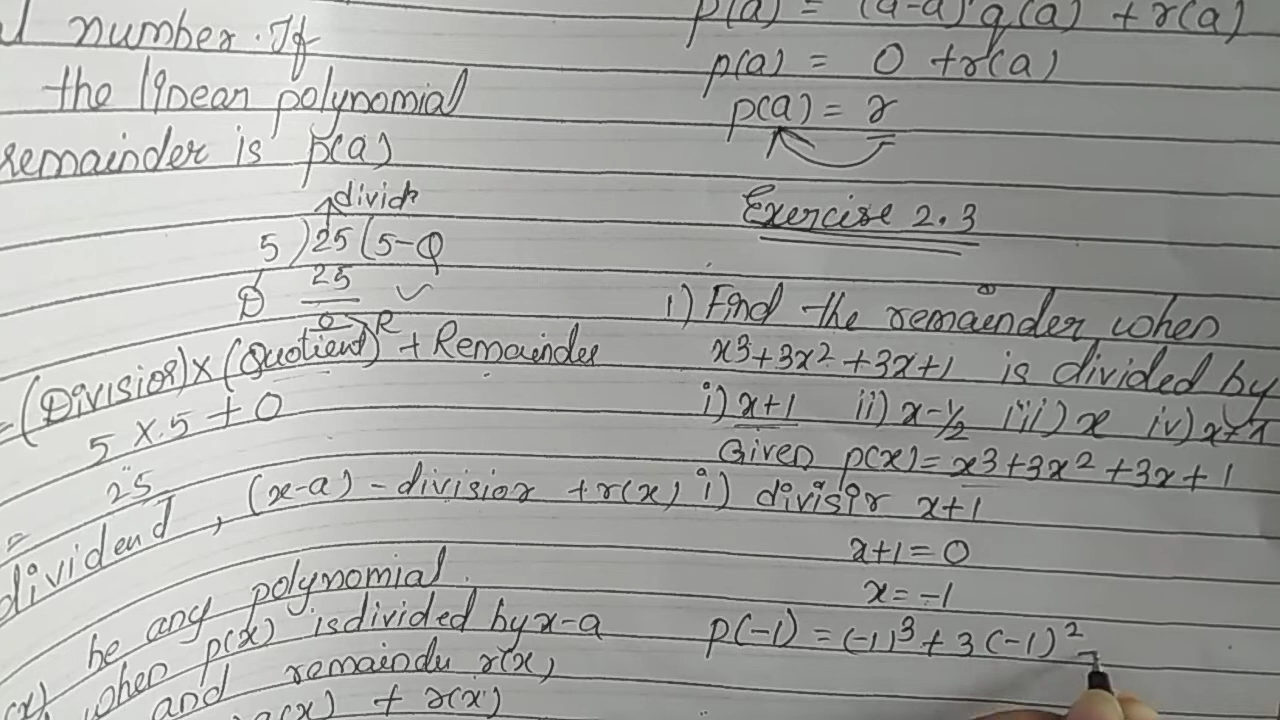 number. If
the linear polynomial
remainder is p(a)
divid
5 ) 25 ( 5-Q
D 25
0 R
= (Divisior) × (Quotient) + Remainder
5 × 5 + 0
= 25
dividend, (x-a) - divisior + r(x)
be any polynomial.
when p(x) is divided by x-a
and remainder r(x)
+ r(x)
p(a) = (a-a) q(a) + r(a)
p(a) = 0 + r(a)
p(a) = r
Exercise 2.3
1) Find the remainder when
x3+3x2+3x+1 is divided by
i) x+1 ii) x-1/2 iii) x iv)
Given p(x) = x3+3x2+3x+1
i) divisir x+1
x+1=0
x=-1
p(-1) = (-1)3 + 3(-1)2